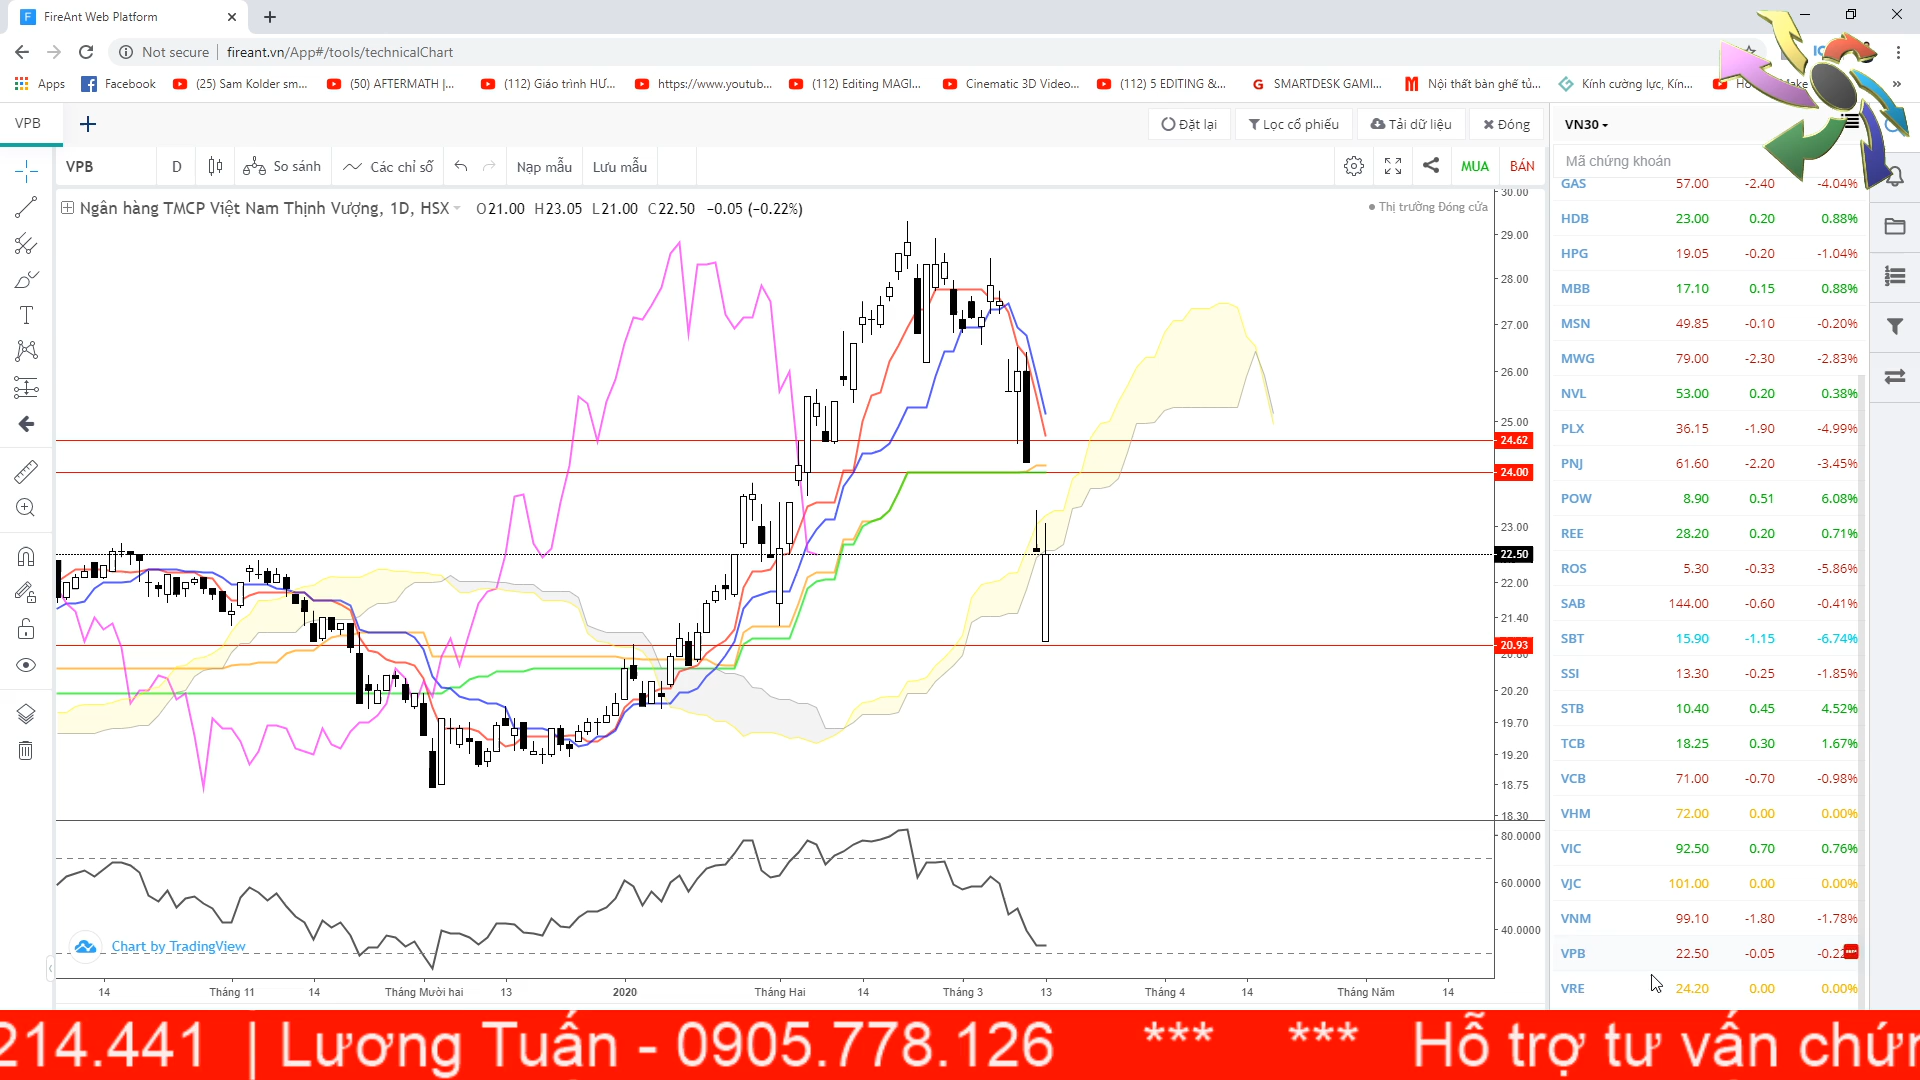 FireAnt Web Platform
Not secure | fireant.vn/App#/tools/technicalChart
Apps Facebook (25) Sam Kolder sm... (50) AFTERMATH |... (112) Giáo trình HƯ... https://www.youtub... (112) Editing MAGI... Cinematic 3D Video... (112) 5 EDITING &... SMARTDESK GAMI... Nội thất bàn ghế tủ... Kính cường lực, Kín...
VPB
Đặt lại Lọc cổ phiếu Tải dữ liệu Đóng
VN30
VPB D So sánh Các chỉ số Nạp mẫu Lưu mẫu MUA BÁN
Mã chứng khoán
Ngân hàng TMCP Việt Nam Thịnh Vượng, 1D, HSX O21.00 H23.05 L21.00 C22.50 −0.05 (−0.22%)
Thị trường Đóng cửa
30.00
29.00
28.00
27.00
26.00
25.00
24.62
24.00
23.00
22.50
22.00
21.40
20.93
20.20
19.70
19.20
18.75
18.30
80.0000
60.0000
40.0000
Chart by TradingView
14 Tháng 11 14 Tháng Mười hai 13 2020 Tháng Hai 14 Tháng 3 13 Tháng 4 14 Tháng Năm 14
GAS 57.00 -2.40 -4.04%
HDB 23.00 0.20 0.88%
HPG 19.05 -0.20 -1.04%
MBB 17.10 0.15 0.88%
MSN 49.85 -0.10 -0.20%
MWG 79.00 -2.30 -2.83%
NVL 53.00 0.20 0.38%
PLX 36.15 -1.90 -4.99%
PNJ 61.60 -2.20 -3.45%
POW 8.90 0.51 6.08%
REE 28.20 0.20 0.71%
ROS 5.30 -0.33 -5.86%
SAB 144.00 -0.60 -0.41%
SBT 15.90 -1.15 -6.74%
SSI 13.30 -0.25 -1.85%
STB 10.40 0.45 4.52%
TCB 18.25 0.30 1.67%
VCB 71.00 -0.70 -0.98%
VHM 72.00 0.00 0.00%
VIC 92.50 0.70 0.76%
VJC 101.00 0.00 0.00%
VNM 99.10 -1.80 -1.78%
VPB 22.50 -0.05 -0.22
VRE 24.20 0.00 0.00%
214.441 | Lương Tuấn - 0905.778.126 *** *** Hỗ trợ tư vấn chứn